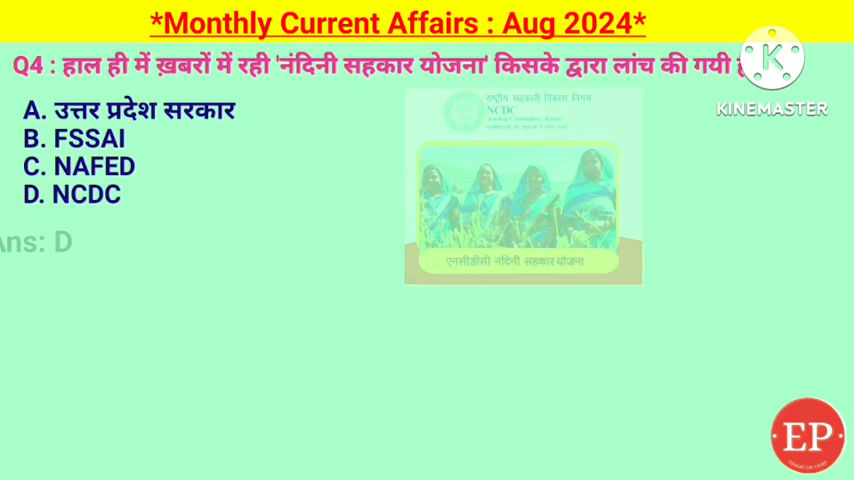 *Monthly Current Affairs : Aug 2024*
Q4 : हाल ही में ख़बरों में रही 'नंदिनी सहकार योजना' किसके द्वारा लांच की गयी
KINEMASTER
A. उत्तर प्रदेश सरकार
B. FSSAI
C. NAFED
D. NCDC
Ans: D
राष्ट्रीय सहकारी विकास निगम
NCDC
एनसीडीसी नंदिनी सहकार योजना
EP